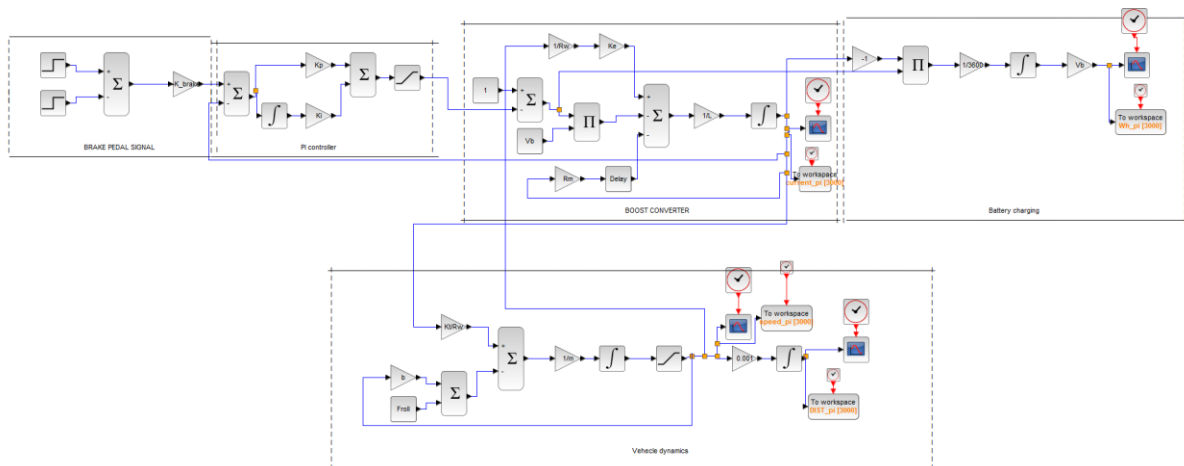 K_brake
Σ
+
-
BRAKE PEDAL SIGNAL
Σ
+
-
Kp
∫
Ki
Σ
Pi controller
1/Rw
Ke
1
Σ
+
-
Vb
Π
Σ
+
-
-
1/L
∫
Rm
Delay
To workspace
current_pi [3000]
BOOST CONVERTER
-1
Π
1/3600
∫
Vb
To workspace
Wh_pi [3000]
Battery charging
Kt/Rw
Σ
+
-
1/m
∫
b
Froll
Σ
To workspace
speed_pi [3000]
0.001
∫
To workspace
DIST_pi [3000]
Vehecle dynamics